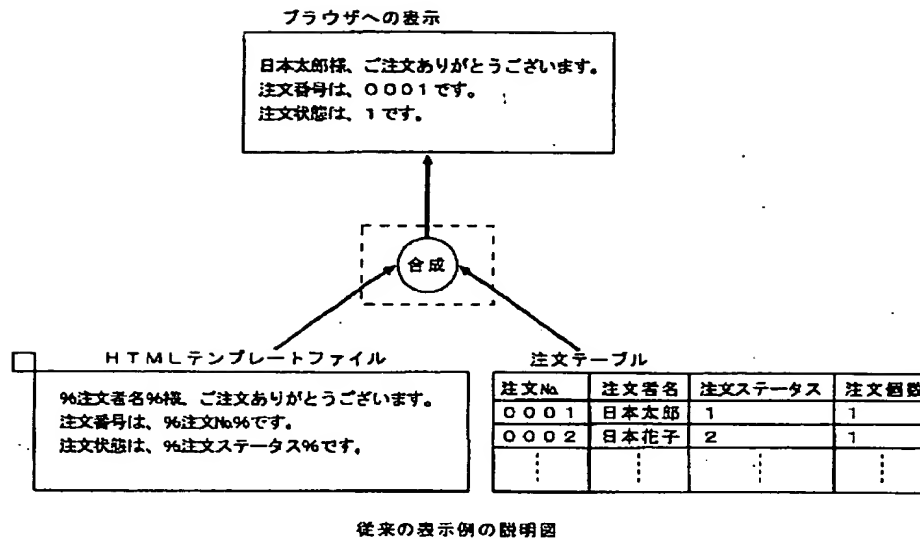 ブラウザへの表示
日本太郎様、ご注文ありがとうございます。
注文番号は、0001です。
注文状態は、1です。
合成
HTMLテンプレートファイル
%注文者名%様、ご注文ありがとうございます。
注文番号は、%注文No.%です。
注文状態は、%注文ステータス%です。
注文テーブル
注文No. 注文者名 注文ステータス 注文個数
0001 日本太郎 1 1
0002 日本花子 2 1
従来の表示例の説明図